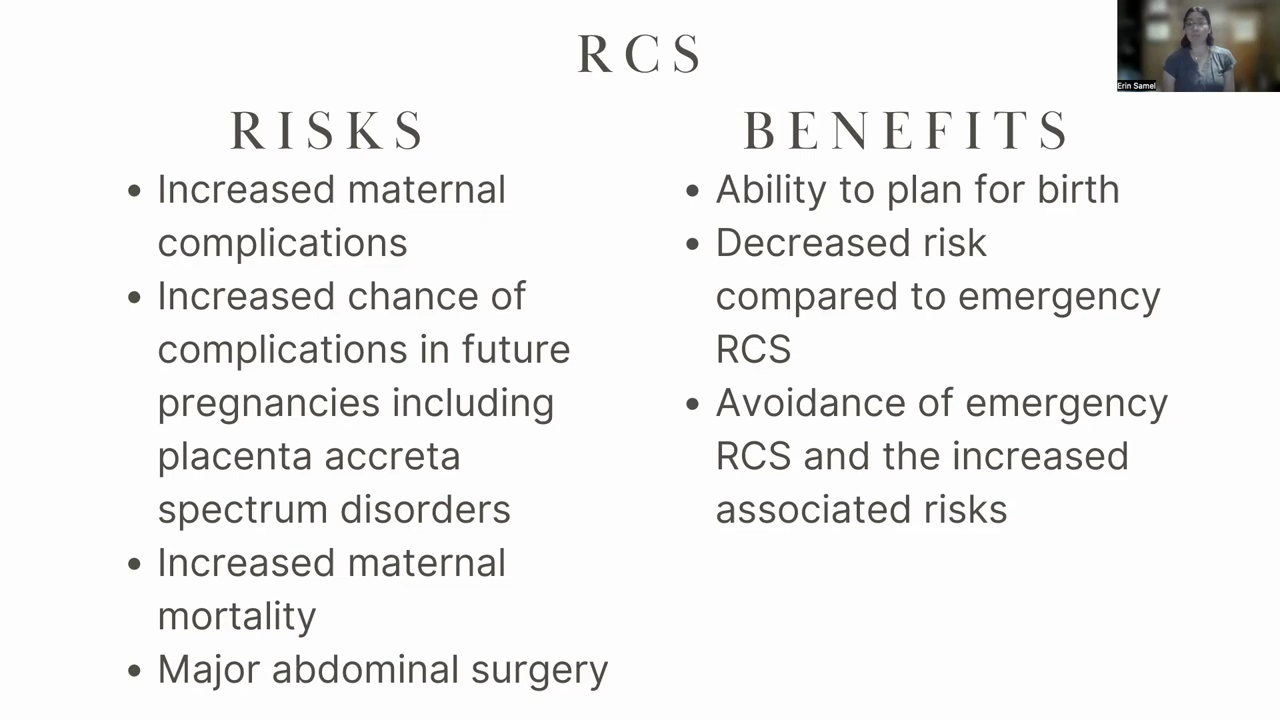 RCS
RISKS
• Increased maternal
complications
• Increased chance of
complications in future
pregnancies including
placenta accreta
spectrum disorders
• Increased maternal
mortality
• Major abdominal surgery
BENEFITS
• Ability to plan for birth
• Decreased risk
compared to emergency
RCS
• Avoidance of emergency
RCS and the increased
associated risks
Erin Samel